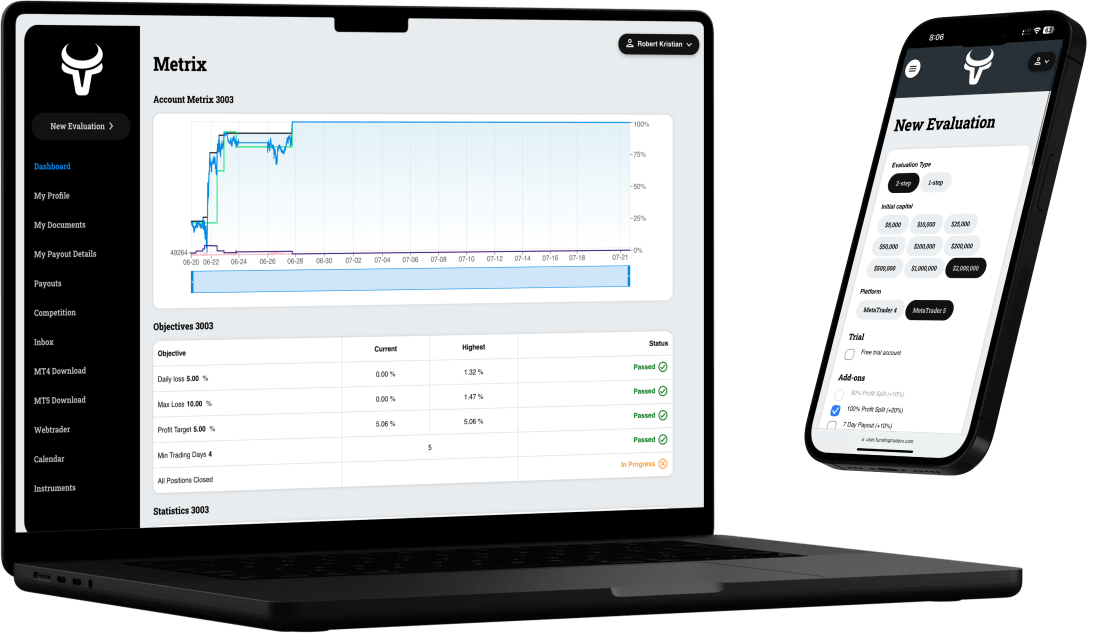 Robert Kristian
Metrix
Account Metrix 3003
New Evaluation
Dashboard
My Profile
My Documents
My Payout Details
Payouts
Competition
Inbox
MT4 Download
MT5 Download
Webtrader
Calendar
Instruments
100%
75%
50%
25%
0%
49264
06-20 06-22 06-24 06-26 06-28 06-30 07-02 07-04 07-06 07-08 07-10 07-12 07-14 07-16 07-18 07-21
Objectives 3003
Objective Current Highest Status
Daily loss 5.00 % 0.00 % 1.32 % Passed
Max Loss 10.00 % 0.00 % 1.47 % Passed
Profit Target 5.00 % 5.06 % 5.06 % Passed
Min Trading Days 4 5 Passed
All Positions Closed In Progress
Statistics 3003
8:06
63
New Evaluation
Evaluation Type
2-step 1-step
Initial capital
$5,000 $10,000 $25,000
$50,000 $100,000 $200,000
$500,000 $1,000,000 $2,000,000
Platform
MetaTrader 4 MetaTrader 5
Trial
Free trial account
Add-ons
90% Profit Split (+10%)
100% Profit Split (+20%)
7 Day Payout (+10%)
user.fundingtraders.com